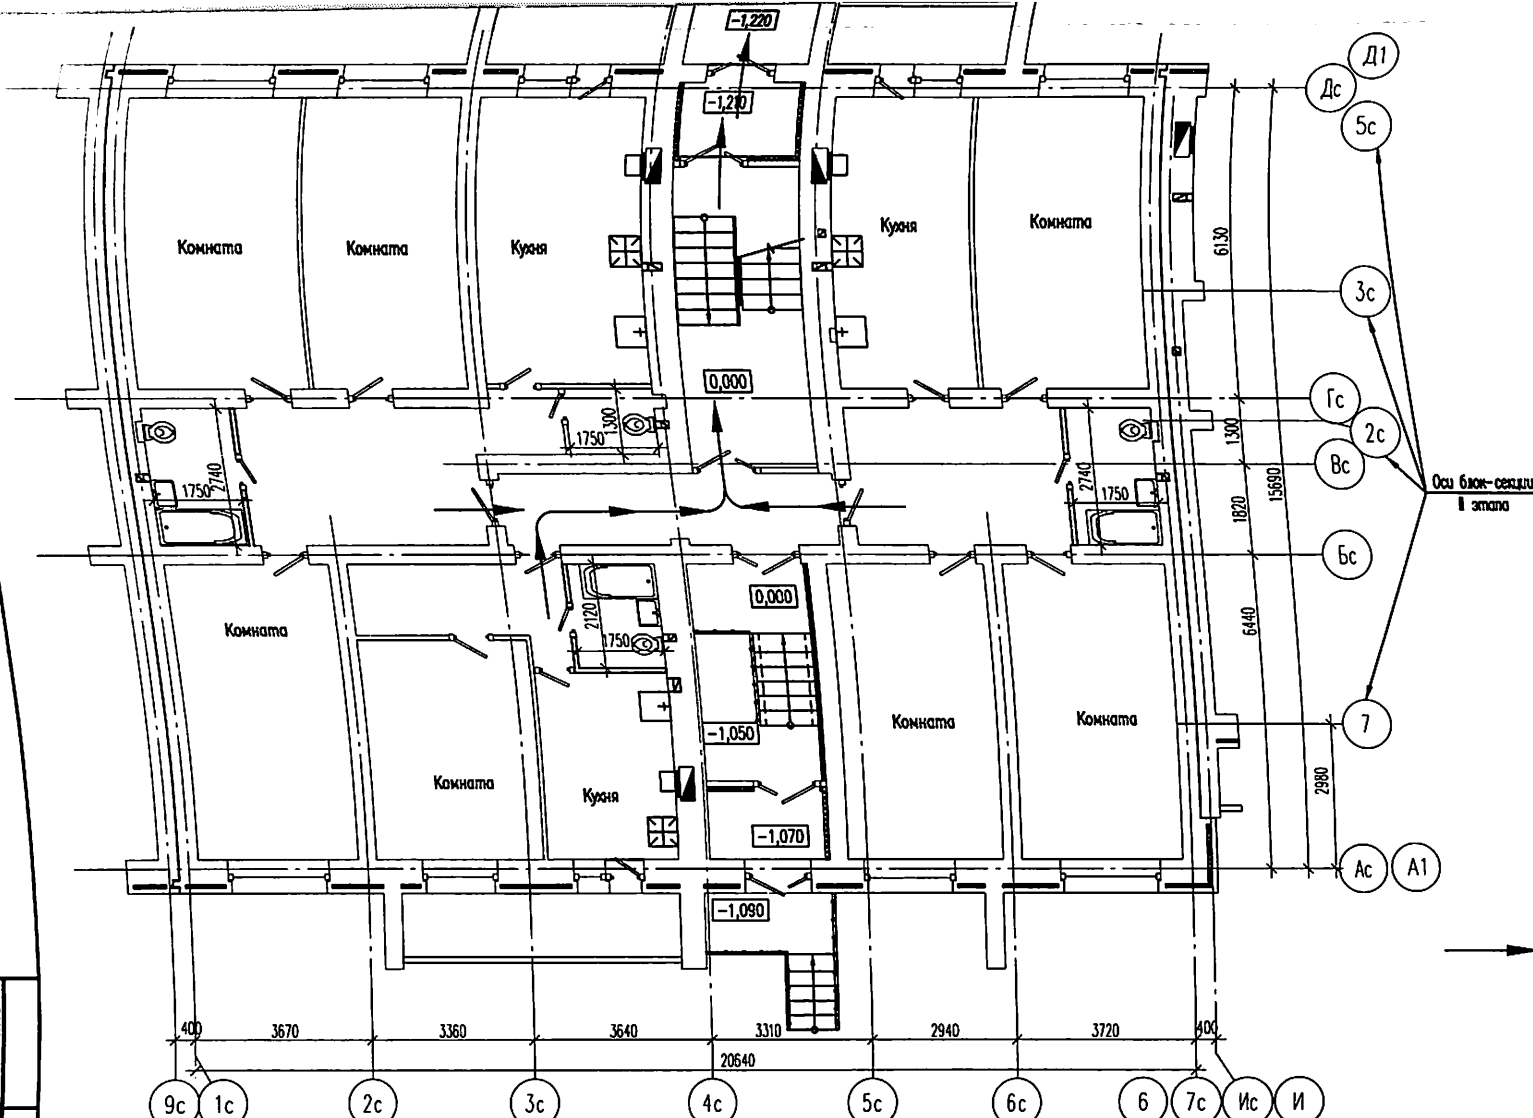 -1,220
Д1
Дс
-1,210
5с
Комната
Комната
Кухня
Кухня
Комната
6130
3с
0,000
Гс
1300
1750
1300
2с
Вс
2740
1750
2740
1750
15690
1820
Оси блок-секции
II этапа
Бс
0,000
2120
1750
6440
Комната
-1,050
Комната
Комната
7
Комната
Кухня
2980
-1,070
Ас
А1
-1,090
400
3670
3360
3640
3310
2940
3720
400
20640
9с
1с
2с
3с
4с
5с
6с
6
7с
Ис
И